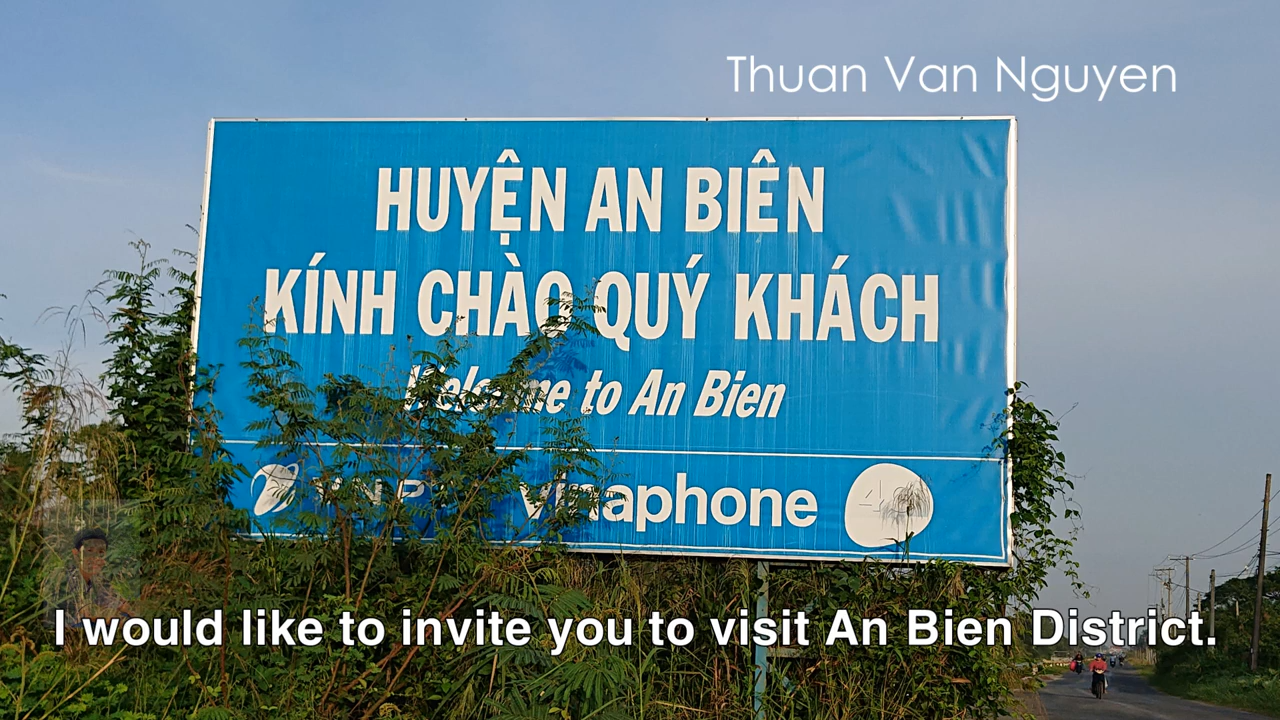 Thuan Van Nguyen
HUYỆN AN BIÊN
KÍNH CHÀO QUÝ KHÁCH
Welcome to An Bien
vinaphone
I would like to invite you to visit An Bien District.